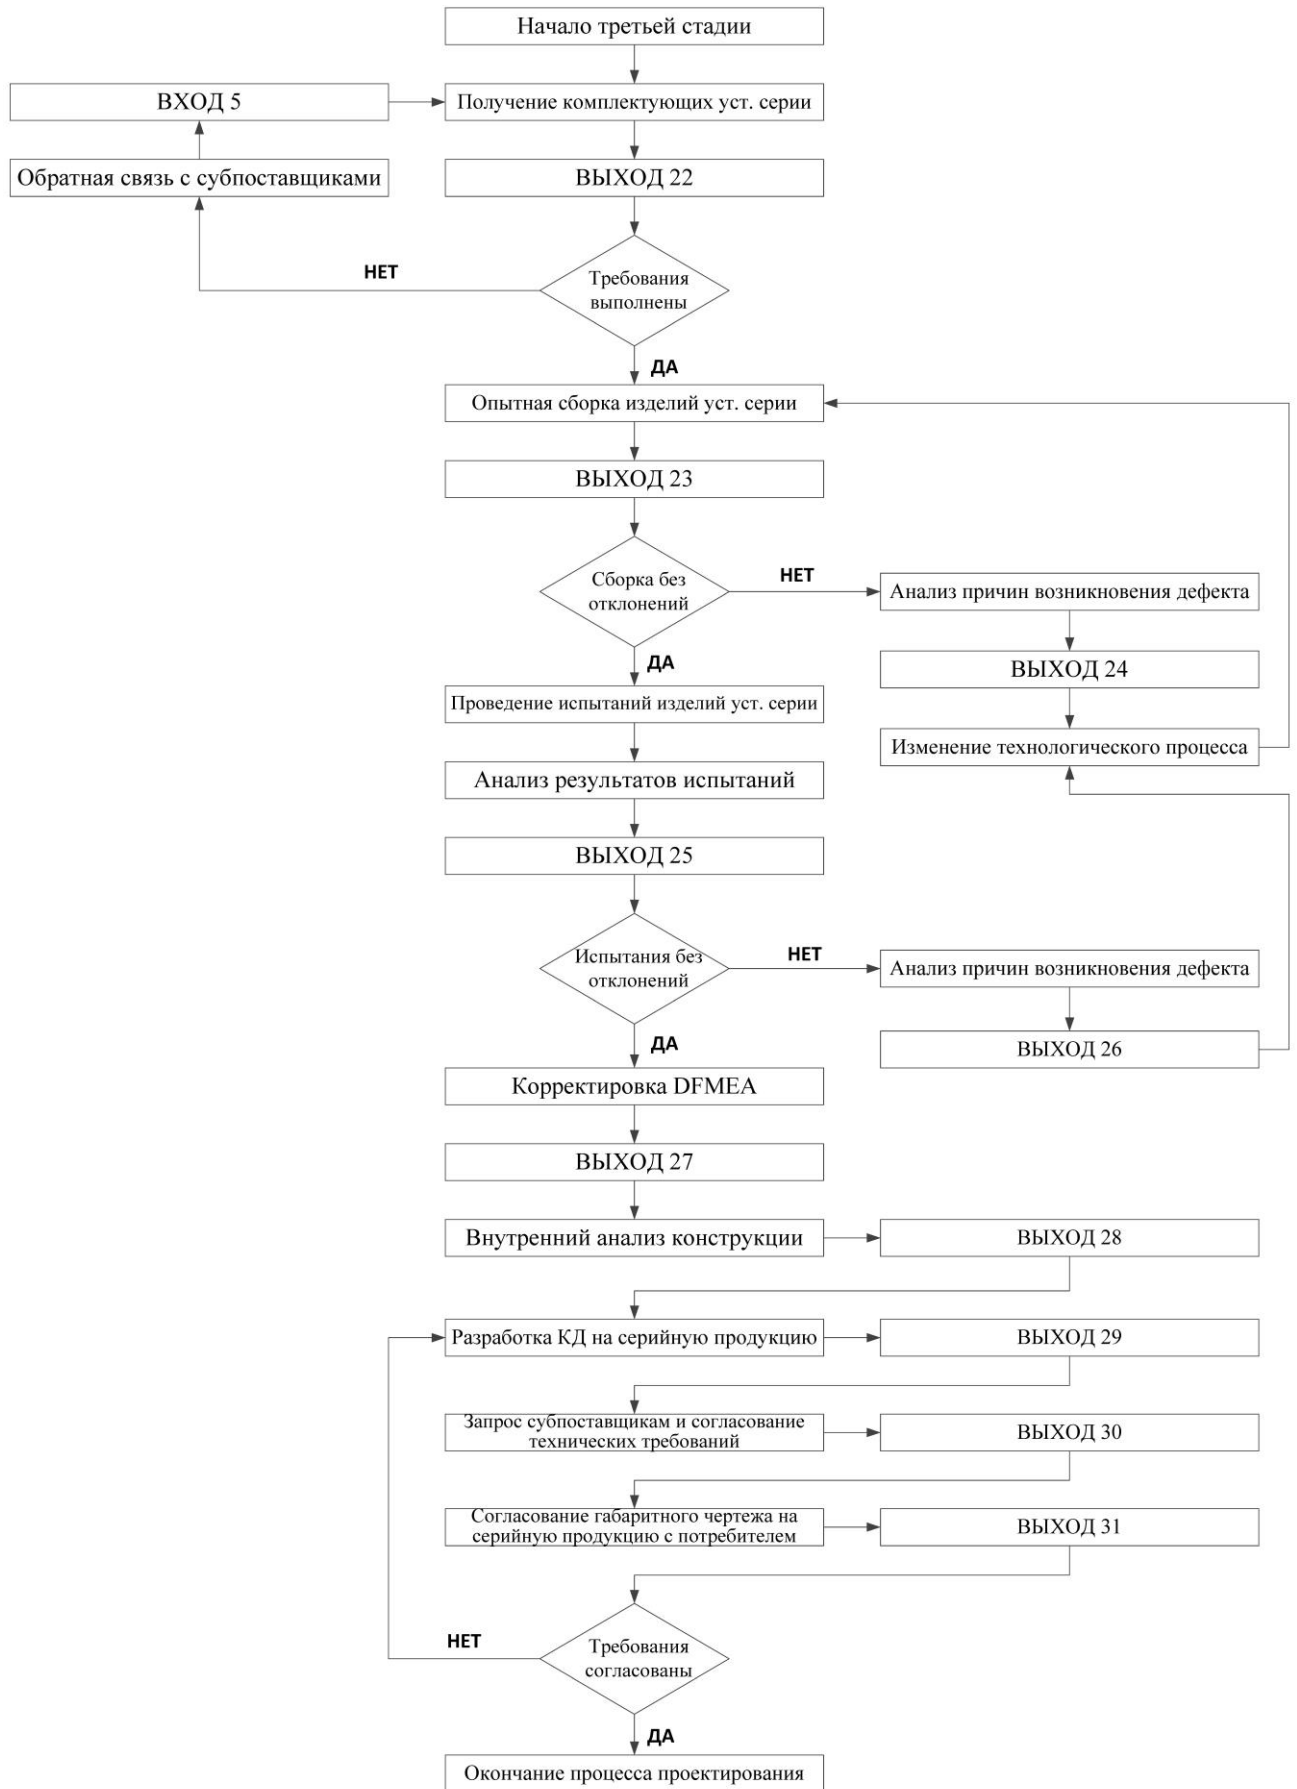 Начало третьей стадии
ВХОД 5
Получение комплектующих уст. серии
Обратная связь с субпоставщиками
ВЫХОД 22
НЕТ
Требования
выполнены
ДА
Опытная сборка изделий уст. серии
ВЫХОД 23
Сборка без
отклонений
НЕТ
Анализ причин возникновения дефекта
ДА
ВЫХОД 24
Проведение испытаний изделий уст. серии
Изменение технологического процесса
Анализ результатов испытаний
ВЫХОД 25
Испытания без
отклонений
НЕТ
Анализ причин возникновения дефекта
ДА
ВЫХОД 26
Корректировка DFMEA
ВЫХОД 27
Внутренний анализ конструкции
ВЫХОД 28
Разработка КД на серийную продукцию
ВЫХОД 29
Запрос субпоставщикам и согласование
технических требований
ВЫХОД 30
Согласование габаритного чертежа на
серийную продукцию с потребителем
ВЫХОД 31
НЕТ
Требования
согласованы
ДА
Окончание процесса проектирования